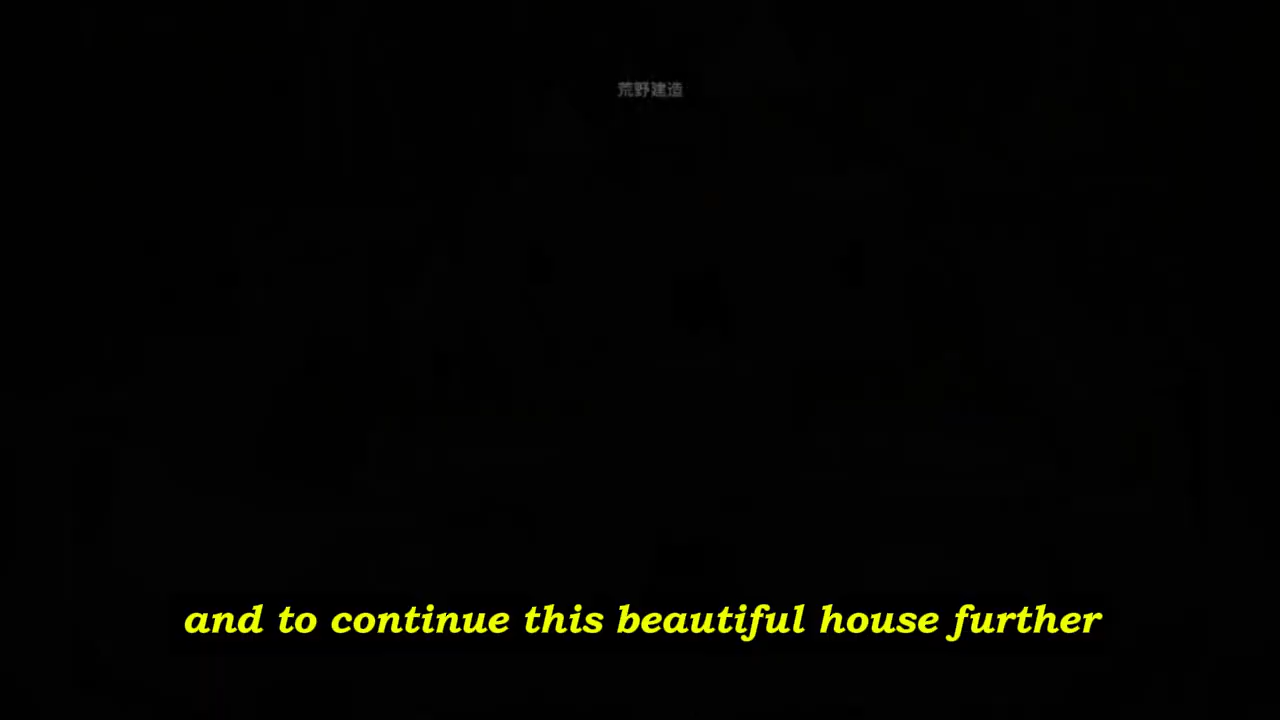 荒野建造
and to continue this beautiful house further